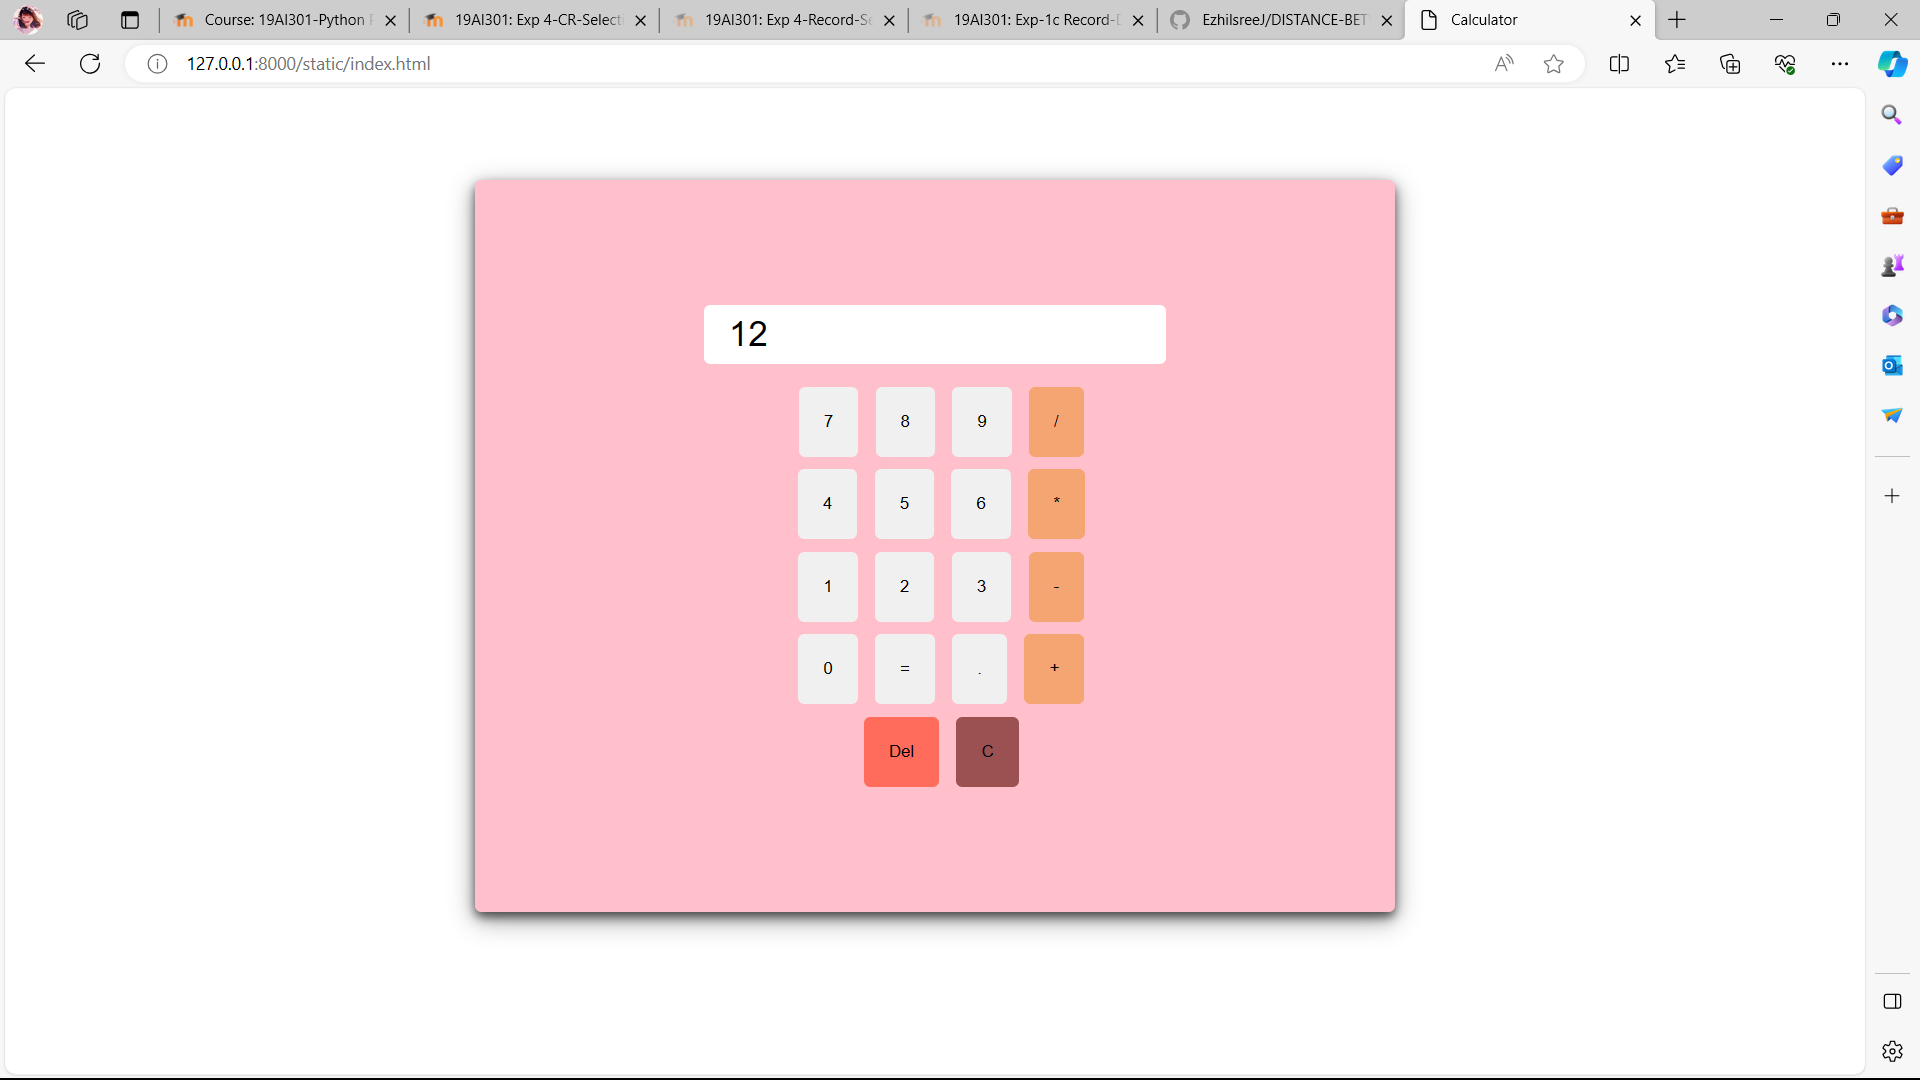 Course: 19AI301-Python
19AI301: Exp 4-CR-Selecti
19AI301: Exp 4-Record-Se
19AI301: Exp-1c Record-D
EzhilsreeJ/DISTANCE-BET
Calculator
127.0.0.1:8000/static/index.html
12
7 8 9 /
4 5 6 *
1 2 3 -
0 = . +
Del C